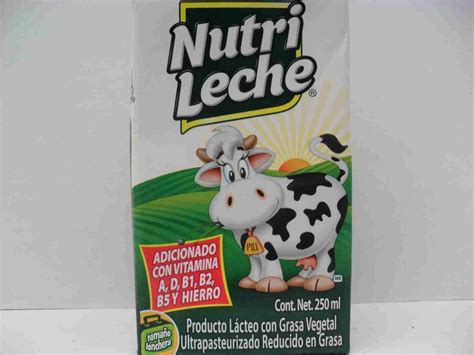 Nutri
Leche®
ADICIONADO
CON VITAMINA
A, D, B1, B2,
B5 Y HIERRO
PILI
MR
Cont. Net. 250 ml
tamaño
lonchera
Producto Lácteo con Grasa Vegetal
Ultrapasteurizado Reducido en Grasa